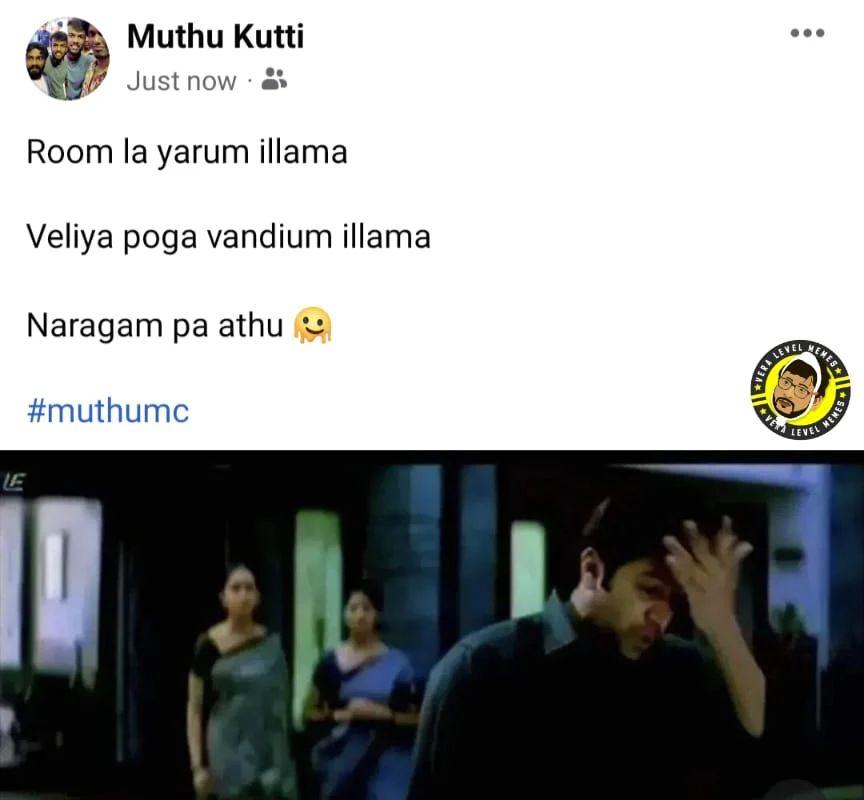 Muthu Kutti
Just now ·
Room la yarum illama
Veliya poga vandium illama
Naragam pa athu 🫠
#muthumc
VERA LEVEL MEMES
VERA LEVEL MEMES
LE